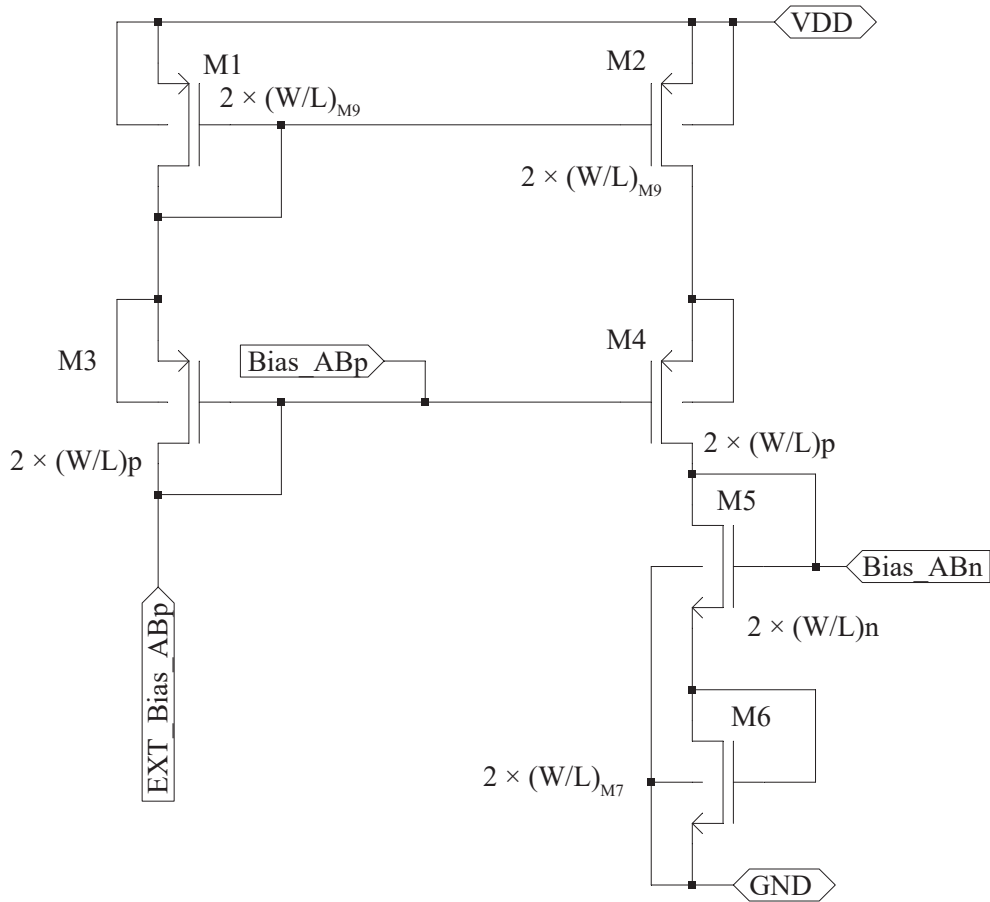 VDD
M1
M2
2 × (W/L)M9
2 × (W/L)M9
M3
Bias_ABp
M4
2 × (W/L)p
2 × (W/L)p
M5
Bias_ABn
2 × (W/L)n
EXT_Bias_ABp
M6
2 × (W/L)M7
GND